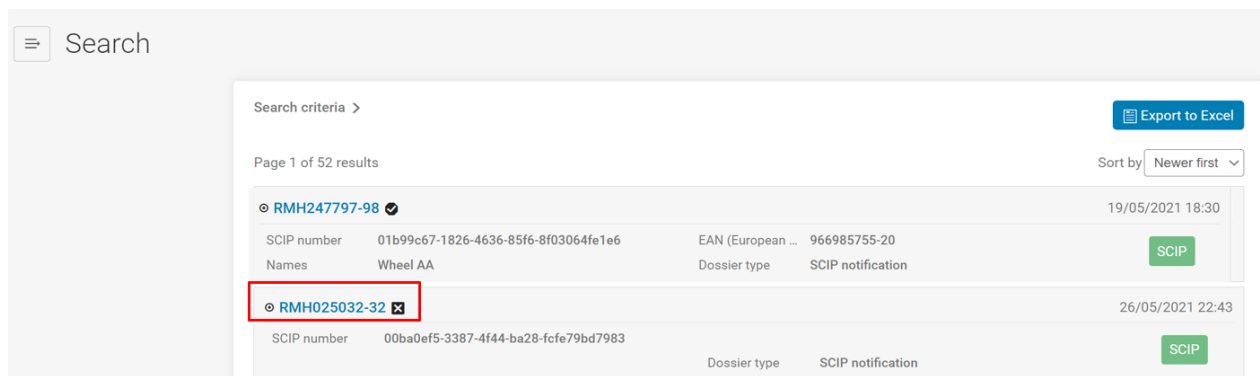 Search
Search criteria
Export to Excel
Page 1 of 52 results
Sort by Newer first
RMH247797-98 19/05/2021 18:30
SCIP number 01b99c67-1826-4636-85f6-8f03064fe1e6 EAN (European ... 966985755-20
SCIP
Names Wheel AA Dossier type SCIP notification
RMH025032-32 26/05/2021 22:43
SCIP number 00ba0ef5-3387-4f44-ba28-fcfe79bd7983
SCIP
Dossier type SCIP notification